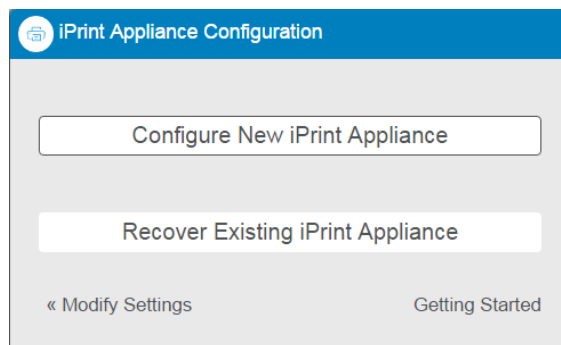 iPrint Appliance Configuration
Configure New iPrint Appliance
Recover Existing iPrint Appliance
« Modify Settings Getting Started